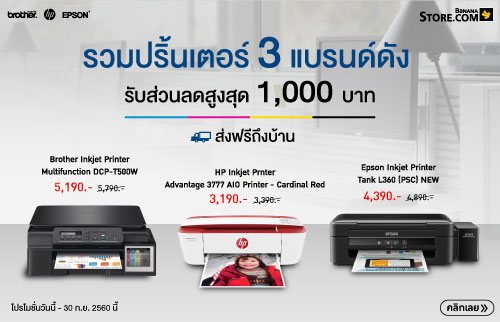 brother hp EPSON
BANANA
STORE.COM
รวมปริ้นเตอร์ 3 แบรนด์ดัง
รับส่วนลดสูงสุด 1,000 บาท
ส่งฟรีถึงบ้าน
Brother Inkjet Printer
Multifunction DCP-T500W
5,190.- 5,790.-
HP Inkjet Prnter
Advantage 3777 AIO Printer - Cardinal Red
3,190.- 3,390.-
Epson Inkjet Printer
Tank L360 (PSC) NEW
4,390.- 4,890.-
brother
hp
EPSON
โปรโมชั่นวันนี้ - 30 ก.ย. 2560 นี้
คลิกเลย